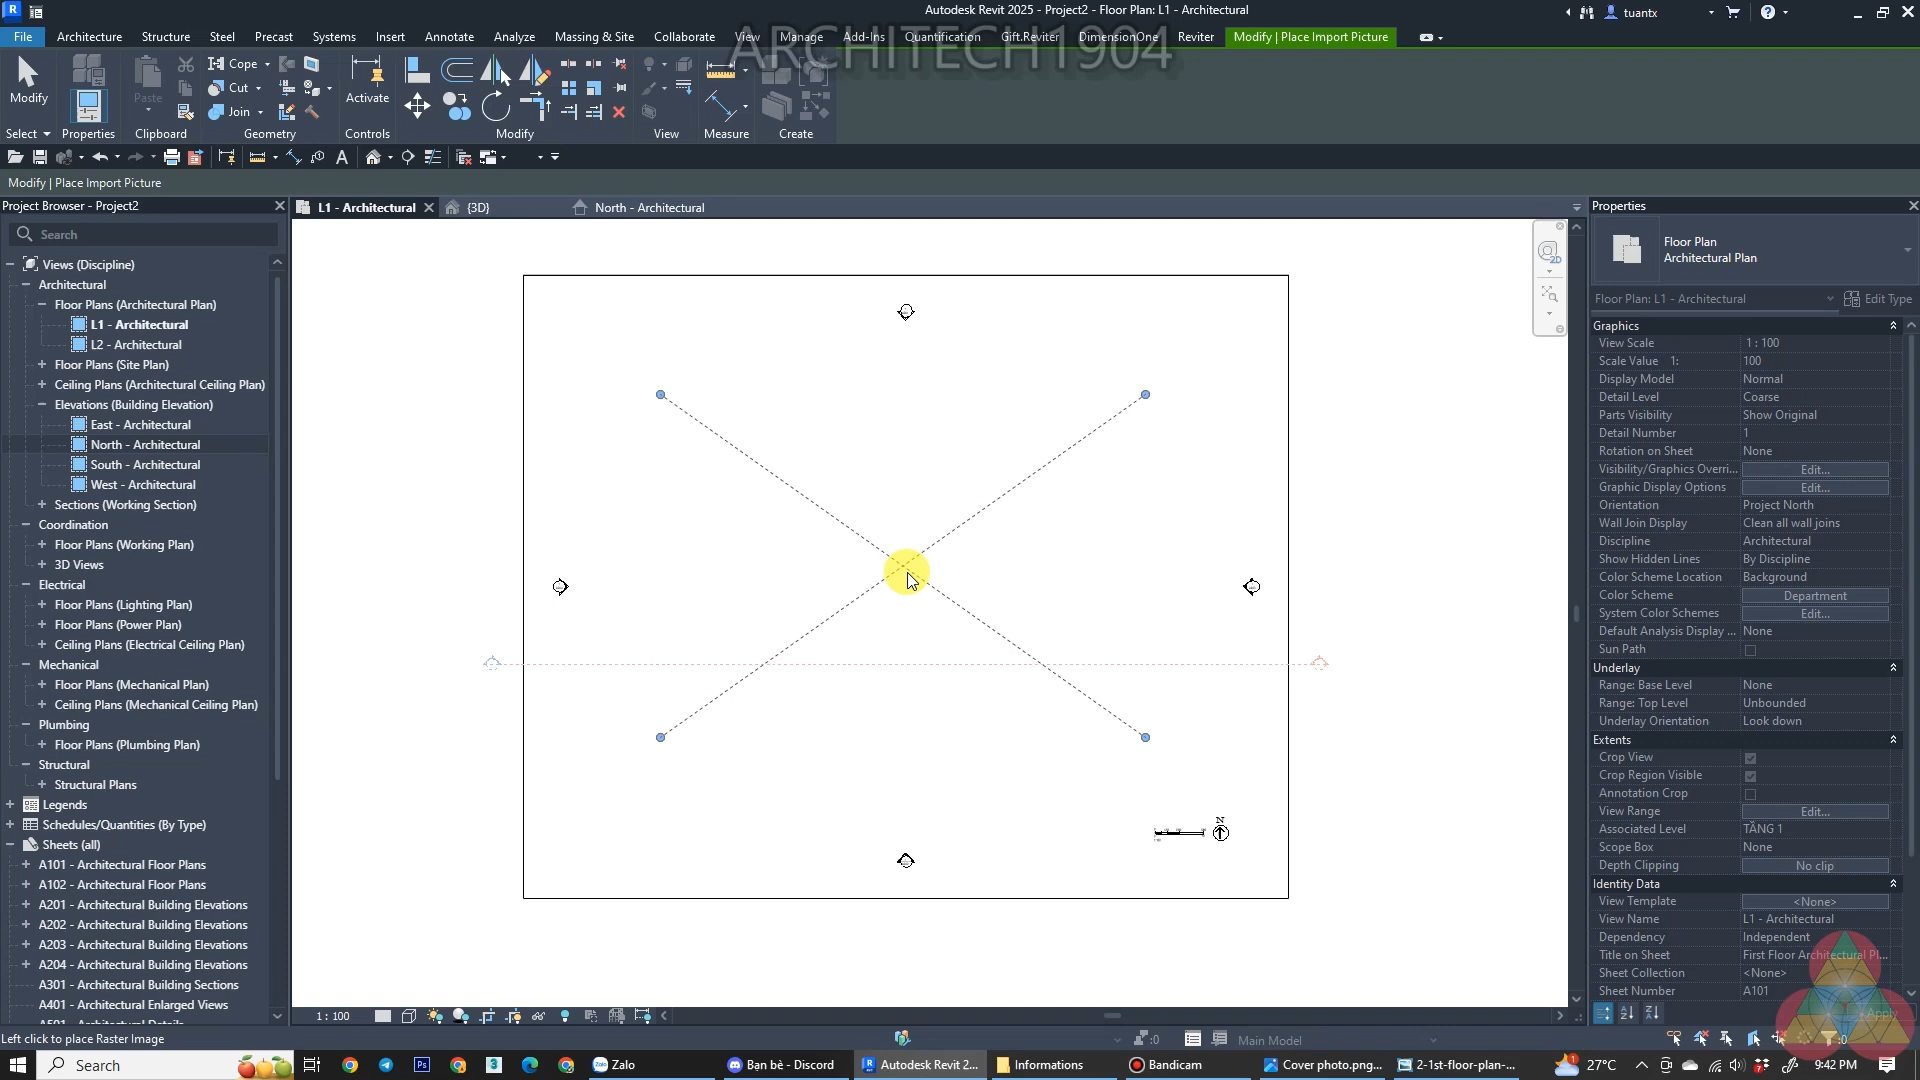 Autodesk Revit 2025 - Project2 - Floor Plan: L1 - Architectural
tuantx
ARCHITECH1904
File Architecture Structure Steel Precast Systems Insert Annotate Analyze Massing & Site Collaborate View Manage Add-Ins Quantification Gift.Reviter DimensionOne Reviter Modify | Place Import Picture
Modify Paste Cope Cut Join Activate
Select Properties Clipboard Geometry Controls Modify View Measure Create
Modify | Place Import Picture
Project Browser - Project2
Search
Views (Discipline)
Architectural
Floor Plans (Architectural Plan)
L1 - Architectural
L2 - Architectural
Floor Plans (Site Plan)
Ceiling Plans (Architectural Ceiling Plan)
Elevations (Building Elevation)
East - Architectural
North - Architectural
South - Architectural
West - Architectural
Sections (Working Section)
Coordination
Floor Plans (Working Plan)
3D Views
Electrical
Floor Plans (Lighting Plan)
Floor Plans (Power Plan)
Ceiling Plans (Electrical Ceiling Plan)
Mechanical
Floor Plans (Mechanical Plan)
Ceiling Plans (Mechanical Ceiling Plan)
Plumbing
Floor Plans (Plumbing Plan)
Structural
Structural Plans
Legends
Schedules/Quantities (By Type)
Sheets (all)
A101 - Architectural Floor Plans
A102 - Architectural Floor Plans
A201 - Architectural Building Elevations
A202 - Architectural Building Elevations
A203 - Architectural Building Elevations
A204 - Architectural Building Elevations
A301 - Architectural Building Sections
A401 - Architectural Enlarged Views
L1 - Architectural {3D} North - Architectural
2D
N
1 : 100
Properties
Floor Plan
Architectural Plan
Floor Plan: L1 - Architectural Edit Type
Graphics
View Scale 1 : 100
Scale Value 1: 100
Display Model Normal
Detail Level Coarse
Parts Visibility Show Original
Detail Number 1
Rotation on Sheet None
Visibility/Graphics Overri... Edit...
Graphic Display Options Edit...
Orientation Project North
Wall Join Display Clean all wall joins
Discipline Architectural
Show Hidden Lines By Discipline
Color Scheme Location Background
Color Scheme Department
System Color Schemes Edit...
Default Analysis Display ... None
Sun Path
Underlay
Range: Base Level None
Range: Top Level Unbounded
Underlay Orientation Look down
Extents
Crop View
Crop Region Visible
Annotation Crop
View Range Edit...
Associated Level TẦNG 1
Scope Box None
Depth Clipping No clip
Identity Data
View Template <None>
View Name L1 - Architectural
Dependency Independent
Title on Sheet First Floor Architectural Pl...
Sheet Collection <None>
Sheet Number A101
Apply
Left click to place Raster Image
:0 Main Model :0
Search
Zalo Bạn bè - Discord Autodesk Revit 2... Informations Bandicam Cover photo.png... 2-1st-floor-plan-...
1 27°C 9:42 PM